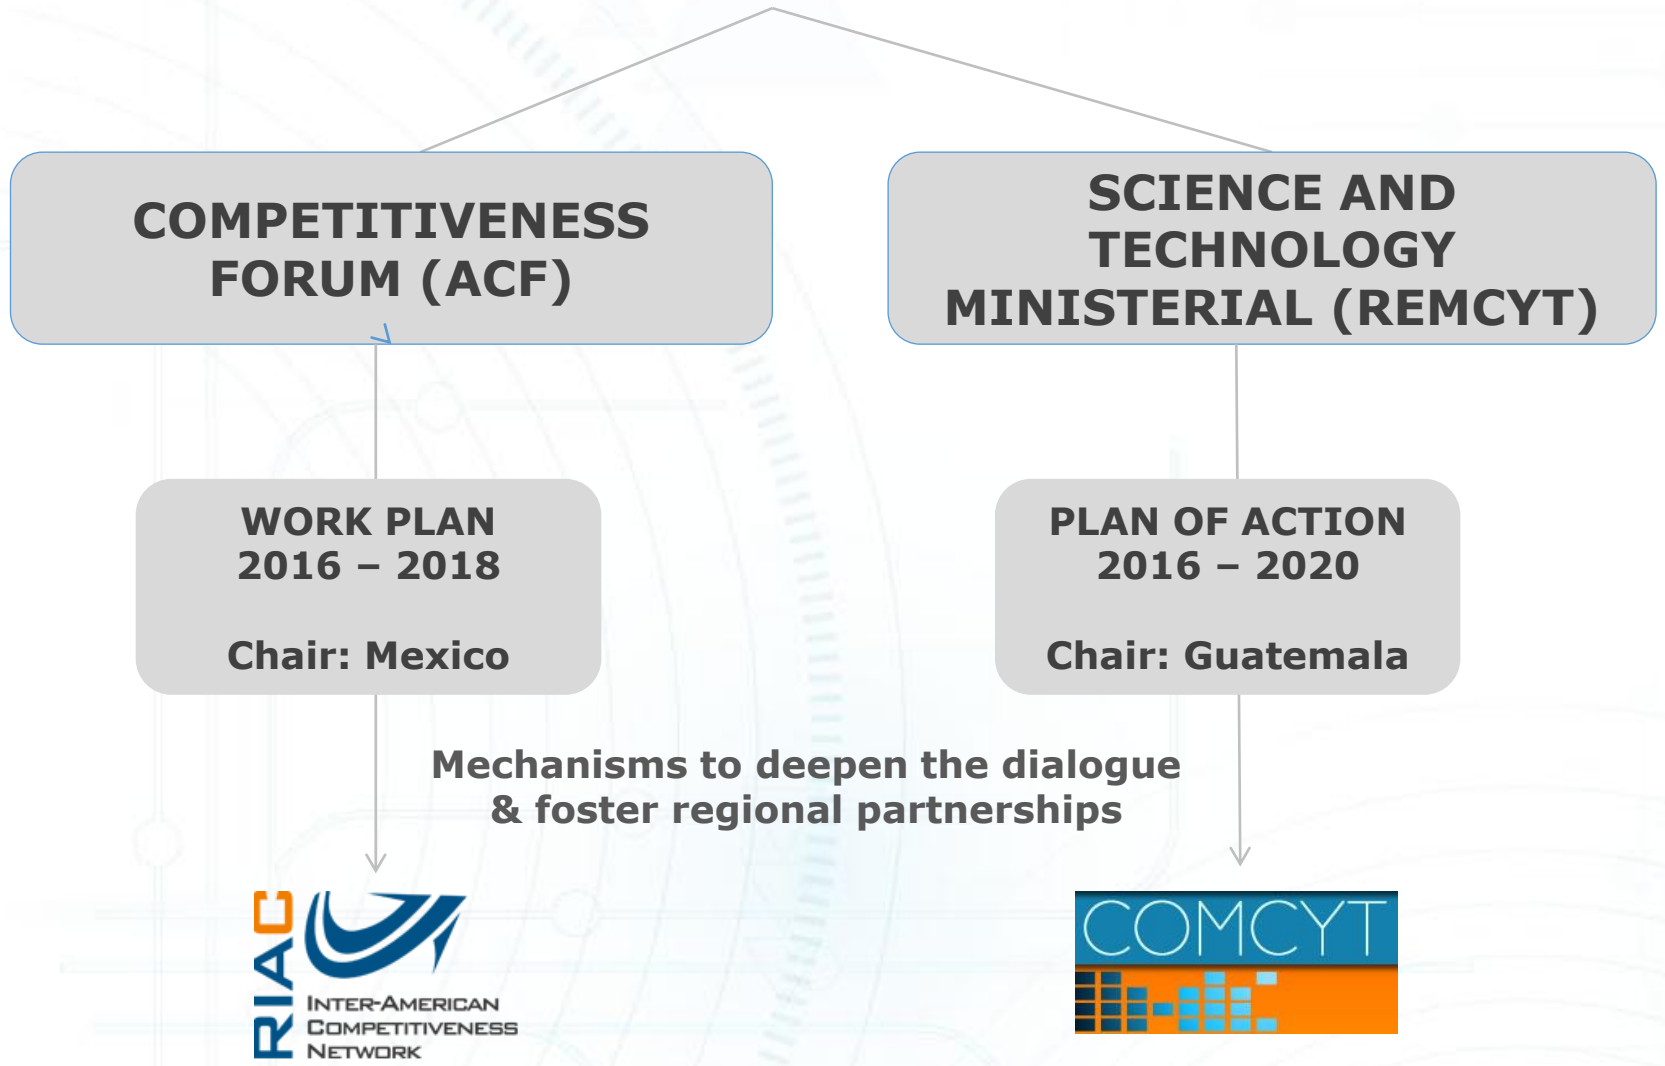 COMPETITIVENESS
FORUM (ACF)
SCIENCE AND
TECHNOLOGY
MINISTERIAL (REMCYT)
WORK PLAN
2016 – 2018
Chair: Mexico
PLAN OF ACTION
2016 – 2020
Chair: Guatemala
Mechanisms to deepen the dialogue
& foster regional partnerships
RIAC
INTER-AMERICAN
COMPETITIVENESS
NETWORK
COMCYT